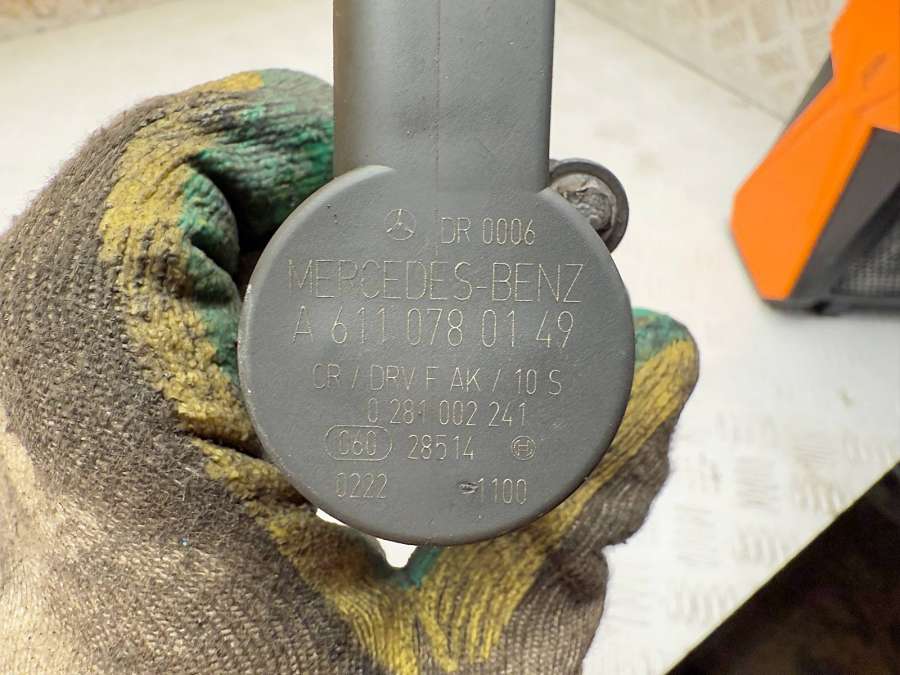 DR 0006
MERCEDES-BENZ
A 611 078 01 49
CR / DRV F AK / 10 S
0 281 002 241
060 28514
0222 1100